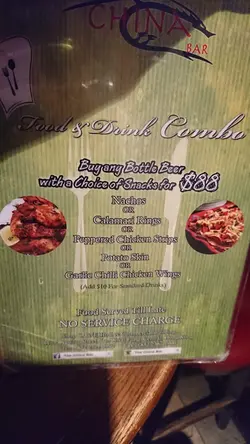 CHINA
BAR
Food & Drink Combo
Buy any Bottle Beer
with a Choice of Snacks for $88
Nachos
OR
Calamari Rings
OR
Peppered Chicken Strips
OR
Potato Skin
OR
Garlic Chilli Chicken Wings
(Add $10 For Standard Drinks)
Food Served Till Late
NO SERVICE CHARGE